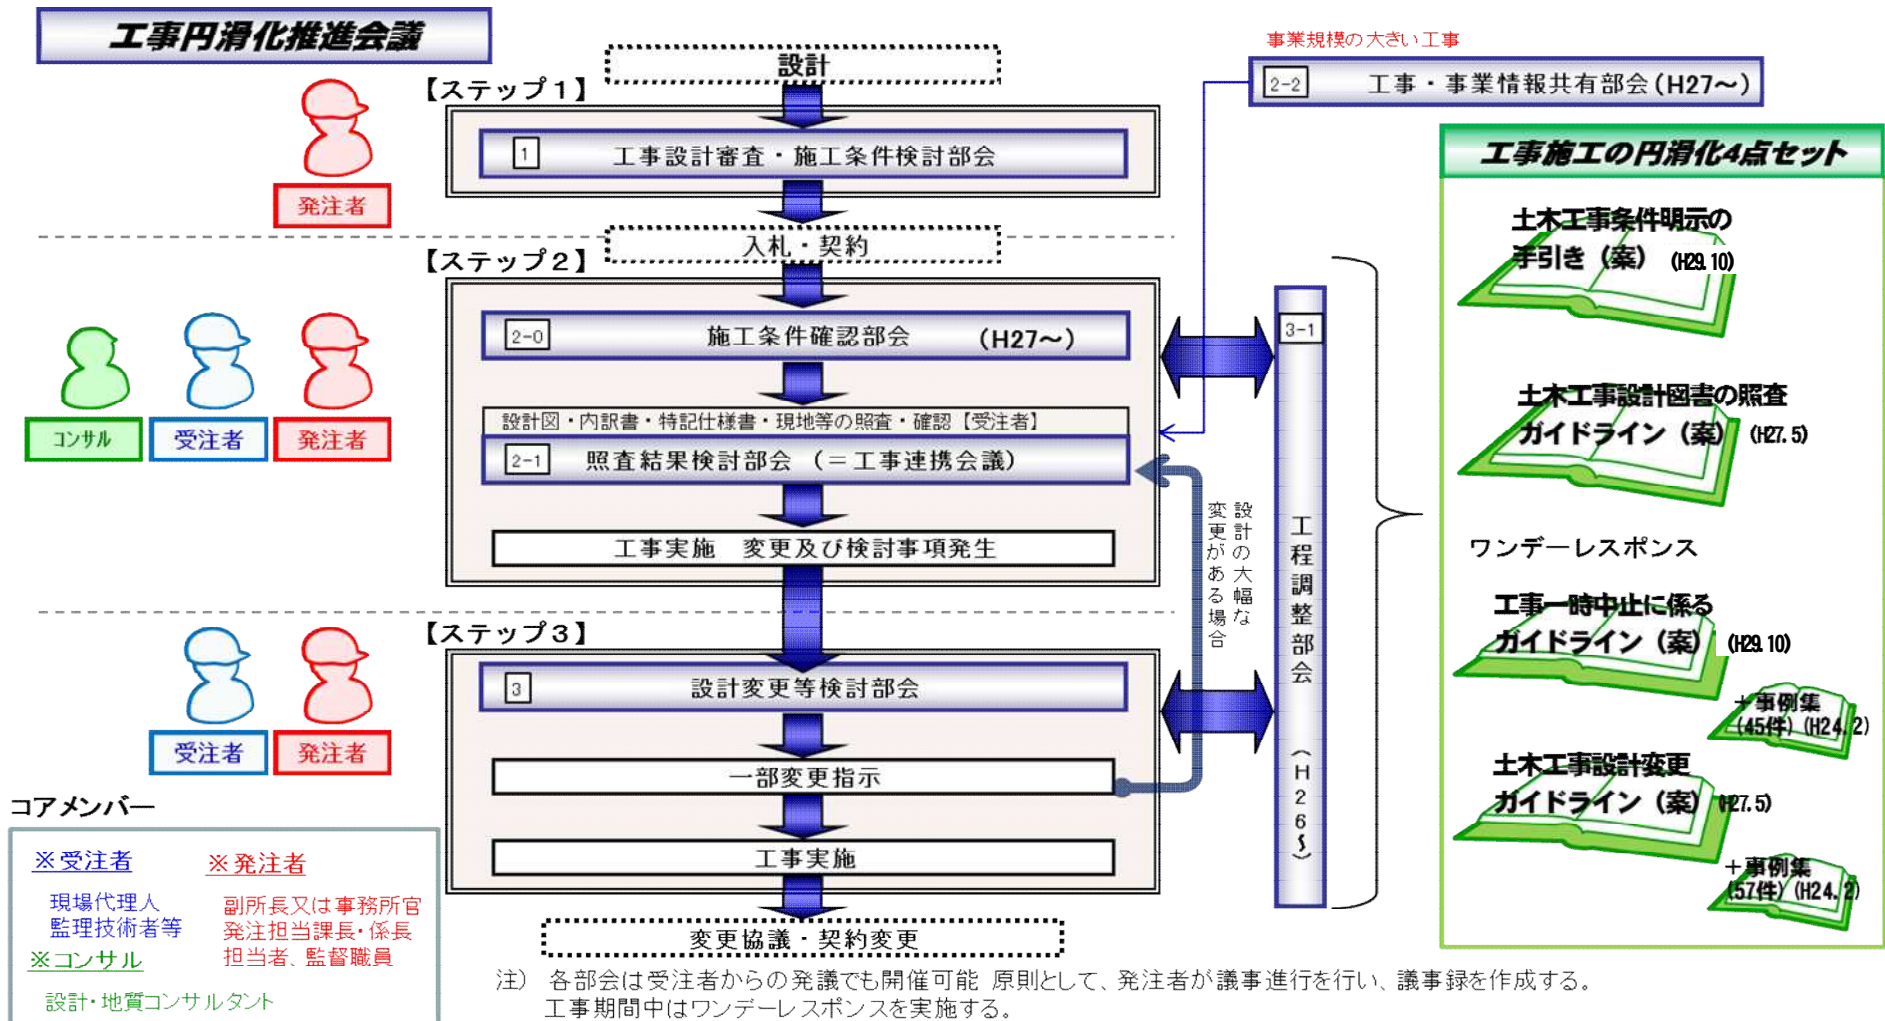 工事円滑化推進会議
事業規模の大きい工事
2-2 工事・事業情報共有部会(H27～)
設計
【ステップ1】
1 工事設計審査・施工条件検討部会
発注者
入札・契約
【ステップ2】
2-0 施工条件確認部会 (H27～)
設計図・内訳書・特記仕様書・現地等の照査・確認【受注者】
2-1 照査結果検討部会 (＝工事連携会議)
工事実施 変更及び検討事項発生
コンサル
受注者
発注者
設計の大幅な
変更がある場合
3-1
工程調整部会 (H26～)
【ステップ3】
3 設計変更等検討部会
一部変更指示
工事実施
受注者
発注者
変更協議・契約変更
コアメンバー
※受注者
現場代理人
監理技術者等
※発注者
副所長又は事務所官
発注担当課長・係長
担当者、監督職員
※コンサル
設計・地質コンサルタント
工事施工の円滑化4点セット
土木工事条件明示の
手引き（案） (H29.10)
土木工事設計図書の照査
ガイドライン（案） (H27.5)
ワンデーレスポンス
工事一時中止に係る
ガイドライン（案） (H29.10)
＋事例集
(45件) (H24.2)
土木工事設計変更
ガイドライン（案） (H27.5)
＋事例集
(57件) (H24.2)
注） 各部会は受注者からの発議でも開催可能 原則として、発注者が議事進行を行い、議事録を作成する。
工事期間中はワンデーレスポンスを実施する。